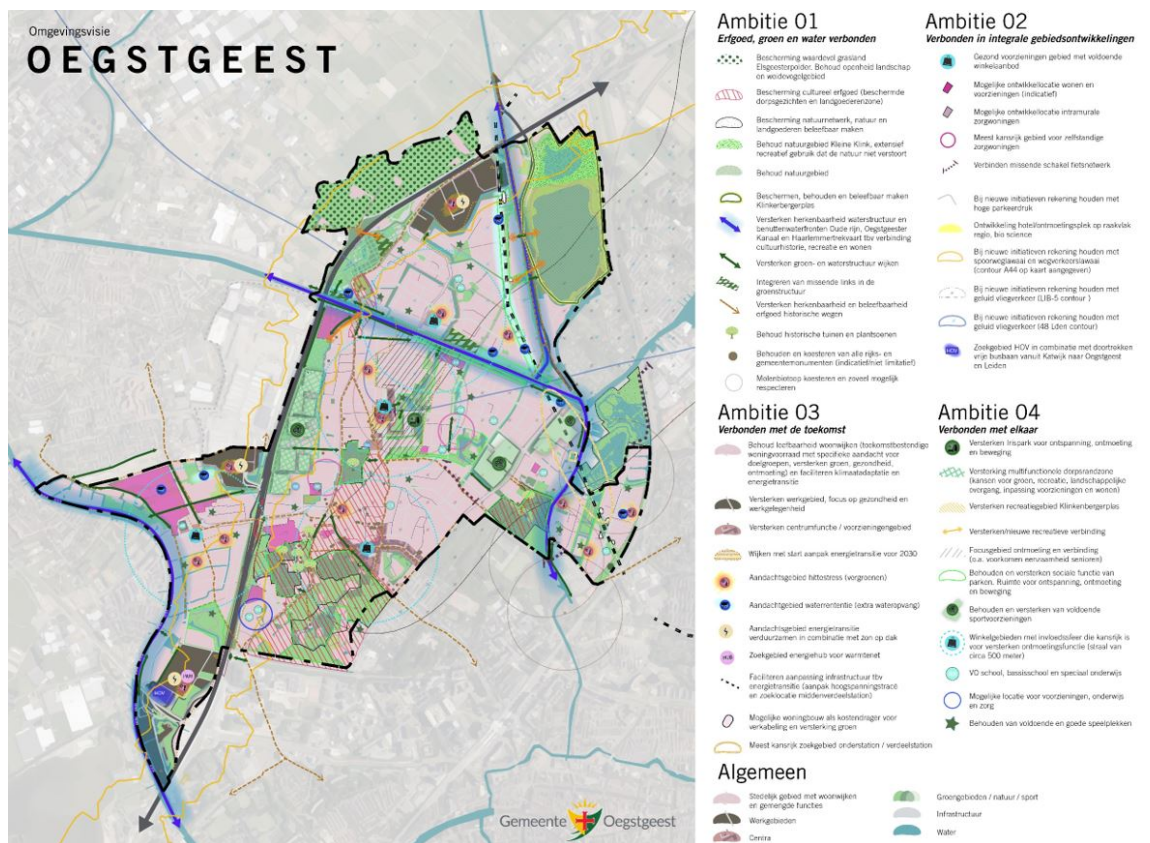 Omgevingsvisie
OEGSTGEEST
HUB
HOV
Gemeente Oegstgeest
Ambitie 01
Erfgoed, groen en water verbonden
Bescherming waardevol grasland
Elsgeesterpolder. Behoud openheid landschap
en weidevogelgebied
Bescherming cultureel erfgoed (beschermde
dorpsgezichten en landgoederenzone)
Bescherming natuurnetwerk, natuur en
landgoederen beleefbaar maken
Behoud natuurgebied Kleine Klink, extensief
recreatief gebruik dat de natuur niet verstoort
Behoud natuurgebied
Beschermen, behouden en beleefbaar maken
Klinkerbergerplas
Versterken herkenbaarheid waterstructuur en
benutten waterfronten Oude rijn, Oegstgeester
Kanaal en Haarlemmertrekvaart tbv verbinding
cultuurhistorie, recreatie en wonen
Versterken groen- en waterstructuur wijken
Integreren van missende links in de
groenstructuur
Versterken herkenbaarheid en beleefbaarheid
erfgoed historische wegen
Behoud historische tuinen en plantsoenen
Behouden en koesteren van alle rijks- en
gemeentemonumenten (indicatief/niet limitatief)
Molenbiotoop koesteren en zoveel mogelijk
respecteren
Ambitie 02
Verbonden in integrale gebiedsontwikkelingen
Gezond voorzieningen gebied met voldoende
winkelaanbod
Mogelijke ontwikkellocatie wonen en
voorzieningen (indicatief)
Mogelijke ontwikkellocatie intramurale
zorgwoningen
Meest kansrijk gebied voor zelfstandige
zorgwoningen
Verbinden missende schakel fietsnetwerk
Bij nieuwe initiatieven rekening houden met
hoge parkeerdruk
Ontwikkeling hotel/ontmoetingsplek op raakvlak
regio, bio science
Bij nieuwe initiatieven rekening houden met
spoorweglawaai en wegverkeerslawaai
(contour A44 op kaart aangegeven)
Bij nieuwe initiatieven rekening houden met
geluid vliegverkeer (LIB-5 contour )
Bij nieuwe initiatieven rekening houden met
geluid vliegverkeer (48 Lden contour)
HOV
Zoekgebied HOV in combinatie met doortrekken
vrije busbaan vanuit Katwijk naar Oegstgeest
en Leiden
Ambitie 03
Verbonden met de toekomst
Behoud leefbaarheid woonwijken (toekomstbestendige
woningvoorraad met specifieke aandacht voor
doelgroepen, versterken groen, gezondheid,
ontmoeting) en faciliteren klimaatadaptatie en
energietransitie
Versterken werkgebied, focus op gezondheid en
werkgelegenheid
Versterken centrumfunctie / voorzieningengebied
Wijken met start aanpak energietransitie voor 2030
Aandachtsgebied hittestress (vergroenen)
Aandachtgebied waterretentie (extra wateropvang)
Aandachtsgebied energietransitie
verduurzamen in combinatie met zon op dak
HUB
Zoekgebied energiehub voor warmtenet
Faciliteren aanpassing infrastructuur tbv
energietransitie (aanpak hoogspanningstracé
en zoeklocatie middenverdeelstation)
Mogelijke woningbouw als kostendrager voor
verkabeling en versterking groen
Meest kansrijk zoekgebied onderstation / verdeelstation
Ambitie 04
Verbonden met elkaar
Versterken Irispark voor ontspanning, ontmoeting
en beweging
Versterking multifunctionele dorpsrandzone
(kansen voor groen, recreatie, landschappelijke
overgang, inpassing voorzieningen en wonen)
Versterken recreatiegebied Klinkenbergerplas
Versterken/nieuwe recreatieve verbinding
Focusgebied ontmoeting en verbinding
(o.a. voorkomen eenzaamheid senioren)
Behouden en versterken sociale functie van
parken. Ruimte voor ontspanning, ontmoeting
en beweging
Behouden en versterken van voldoende
sportvoorzieningen
Winkelgebieden met invloedssfeer die kansrijk is
voor versterken ontmoetingsfunctie (straal van
circa 500 meter)
VO school, bassisschool en speciaal onderwijs
Mogelijke locatie voor voorzieningen, onderwijs
en zorg
Behouden van voldoende en goede speelplekken
Algemeen
Stedelijk gebied met woonwijken
en gemengde functies
Werkgebieden
Centra
Groengebieden / natuur / sport
Infrastructuur
Water